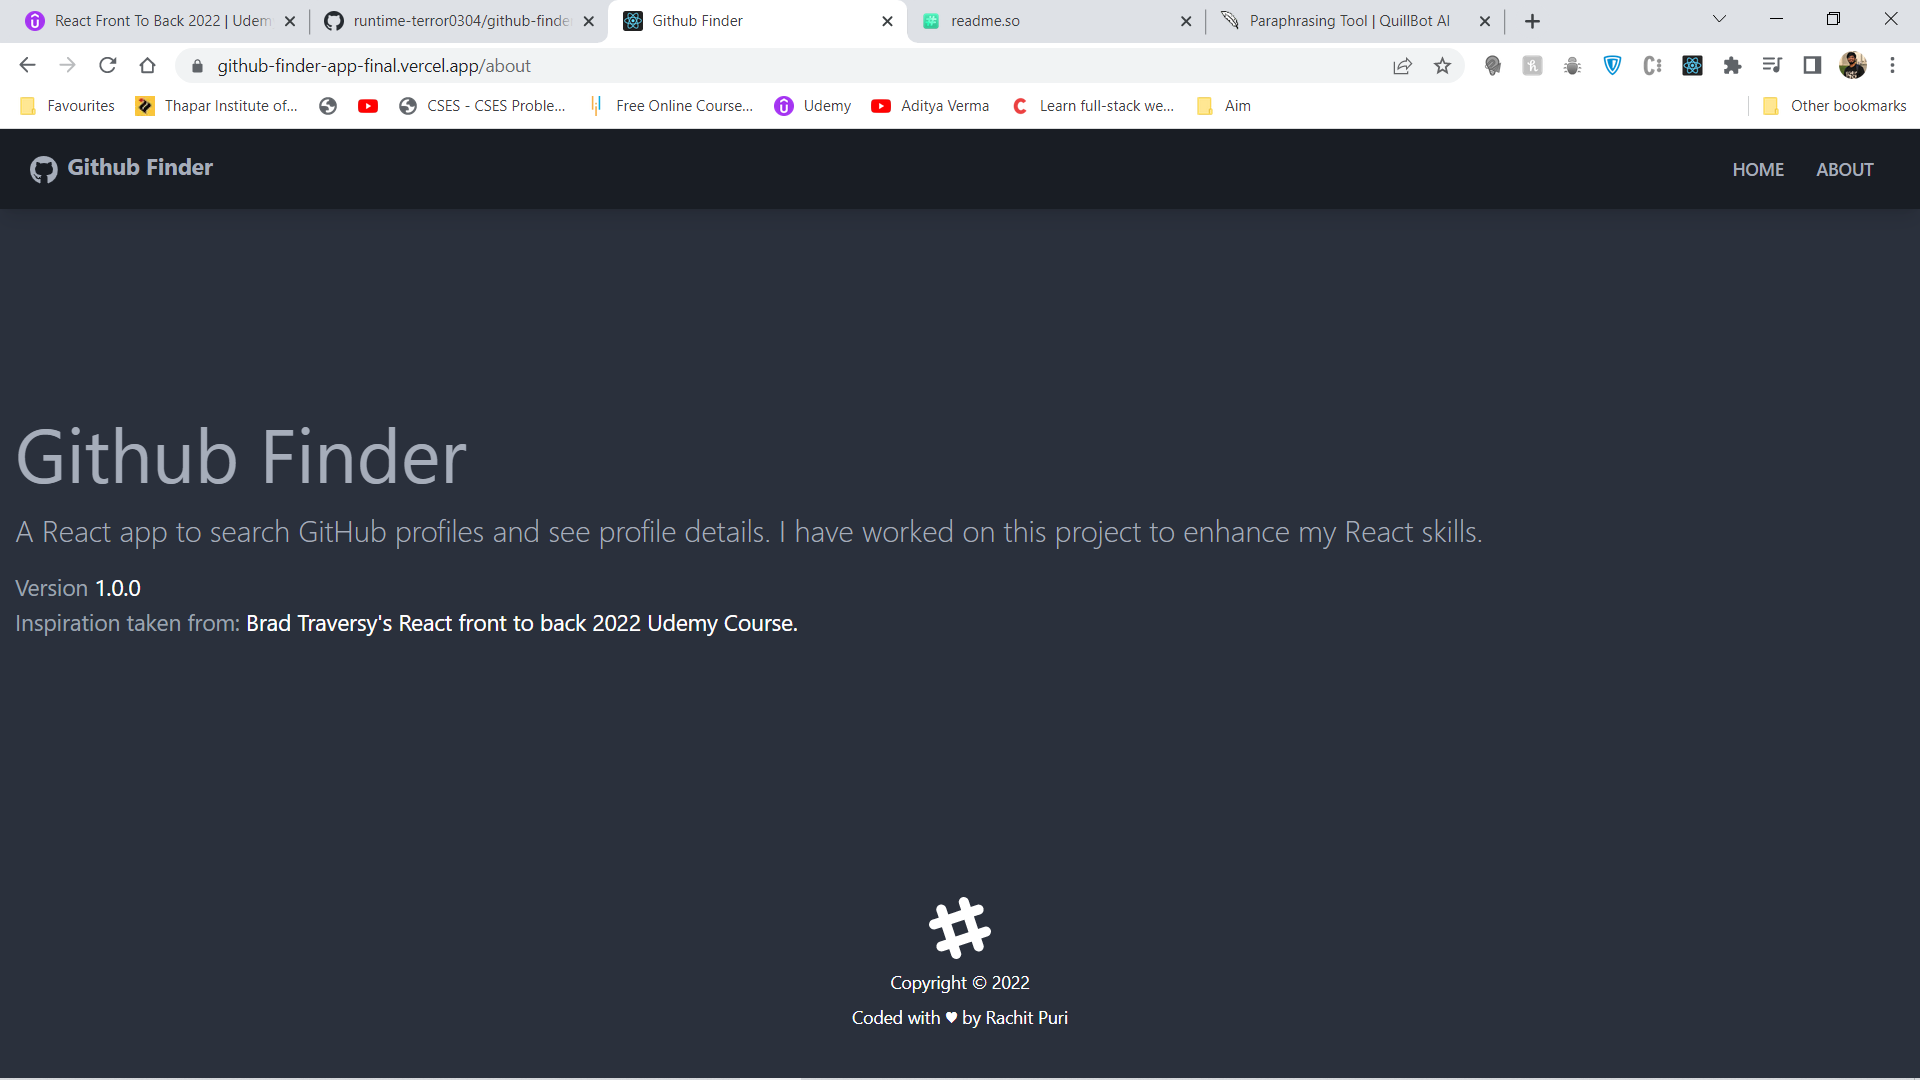 React Front To Back 2022 | Udem
runtime-terror0304/github-finde
Github Finder
readme.so
Paraphrasing Tool | QuillBot AI
github-finder-app-final.vercel.app/about
Favourites
Thapar Institute of...
CSES - CSES Proble...
Free Online Course...
Udemy
Aditya Verma
Learn full-stack we...
Aim
Other bookmarks
Github Finder
HOME
ABOUT
Github Finder
A React app to search GitHub profiles and see profile details. I have worked on this project to enhance my React skills.
Version 1.0.0
Inspiration taken from: Brad Traversy's React front to back 2022 Udemy Course.
Copyright © 2022
Coded with ♥ by Rachit Puri